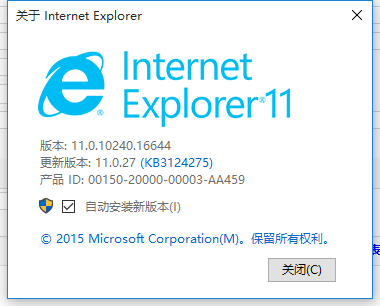 关于 Internet Explorer
Internet
Explorer®11
版本: 11.0.10240.16644
更新版本: 11.0.27 (KB3124275)
产品 ID: 00150-20000-00003-AA459
自动安装新版本(I)
© 2015 Microsoft Corporation(M)。保留所有权利。
关闭(C)